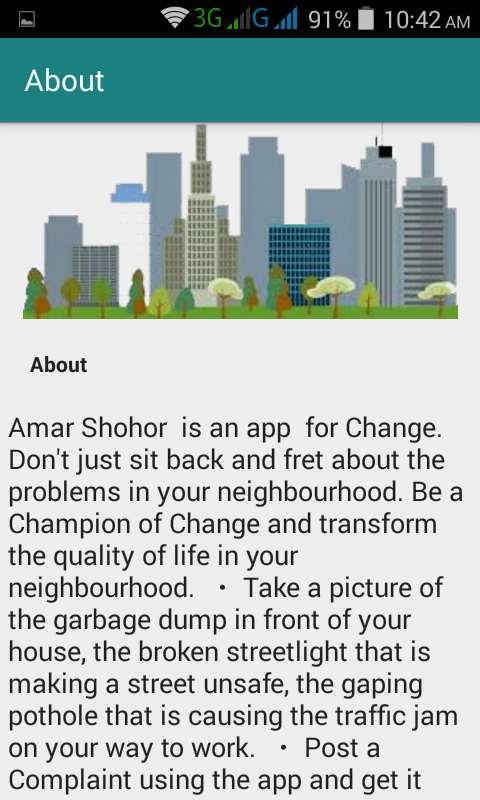 3G G 91% 10:42 AM
About
About
Amar Shohor  is an app  for Change.
Don't just sit back and fret about the
problems in your neighbourhood. Be a
Champion of Change and transform
the quality of life in your
neighbourhood.   •  Take a picture of
the garbage dump in front of your
house, the broken streetlight that is
making a street unsafe, the gaping
pothole that is causing the traffic jam
on your way to work.   •  Post a
Complaint using the app and get it